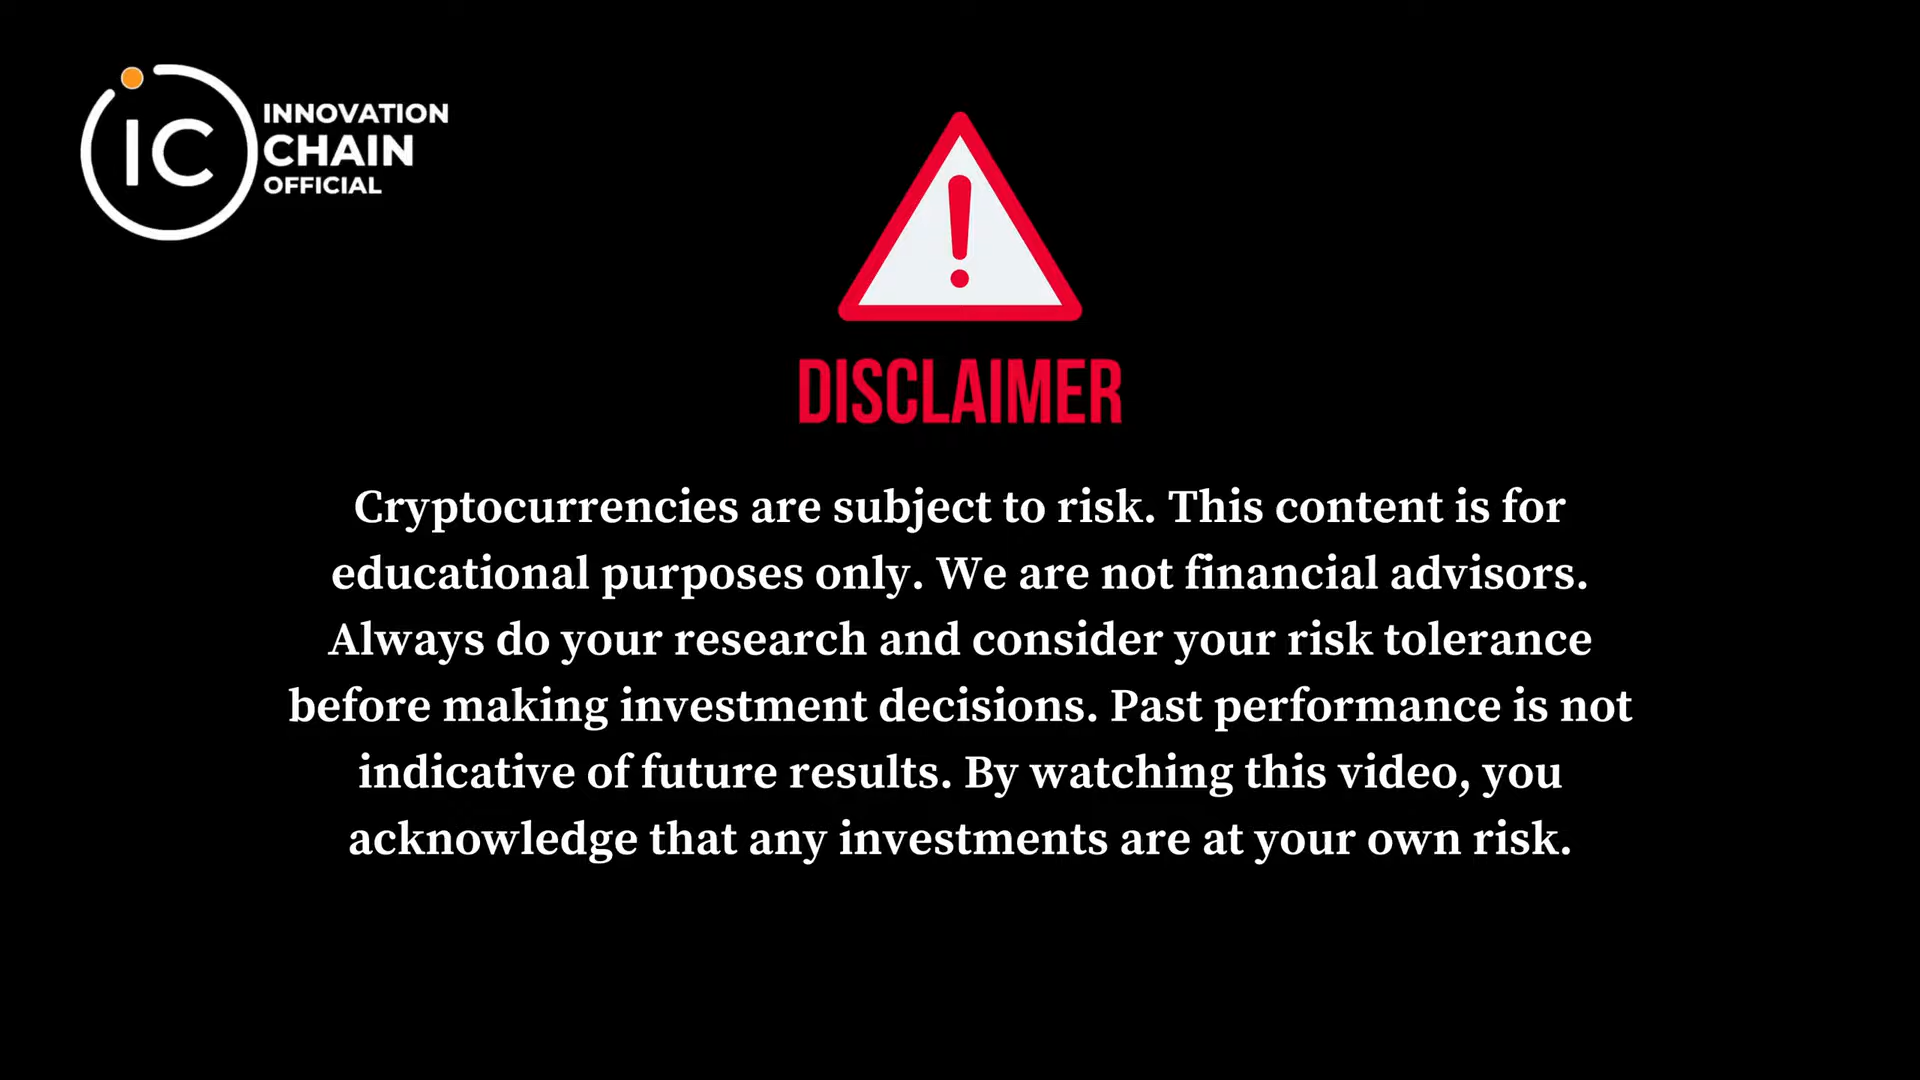 IC
INNOVATION
CHAIN
OFFICIAL
DISCLAIMER
Cryptocurrencies are subject to risk. This content is for
educational purposes only. We are not financial advisors.
Always do your research and consider your risk tolerance
before making investment decisions. Past performance is not
indicative of future results. By watching this video, you
acknowledge that any investments are at your own risk.